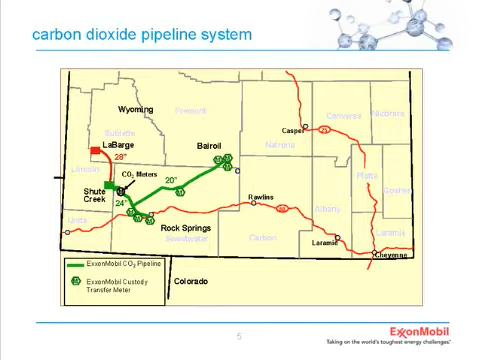 carbon dioxide pipeline system
Wyoming
Fremont
Converse
Niobrara
Casper
25
Sublette
LaBarge
Bairoil
Natrona
28"
Lincoln
CO2 Meters
20"
Platte
Goshen
Shute
Creek
24"
Rawlins
80
Albany
Uinta
Rock Springs
Sweetwater
Carbon
Laramie
Laramie
Cheyenne
ExxonMobil CO2 Pipeline
ExxonMobil Custody
Transfer Meter
Colorado
5
ExxonMobil
Taking on the world's toughest energy challenges.